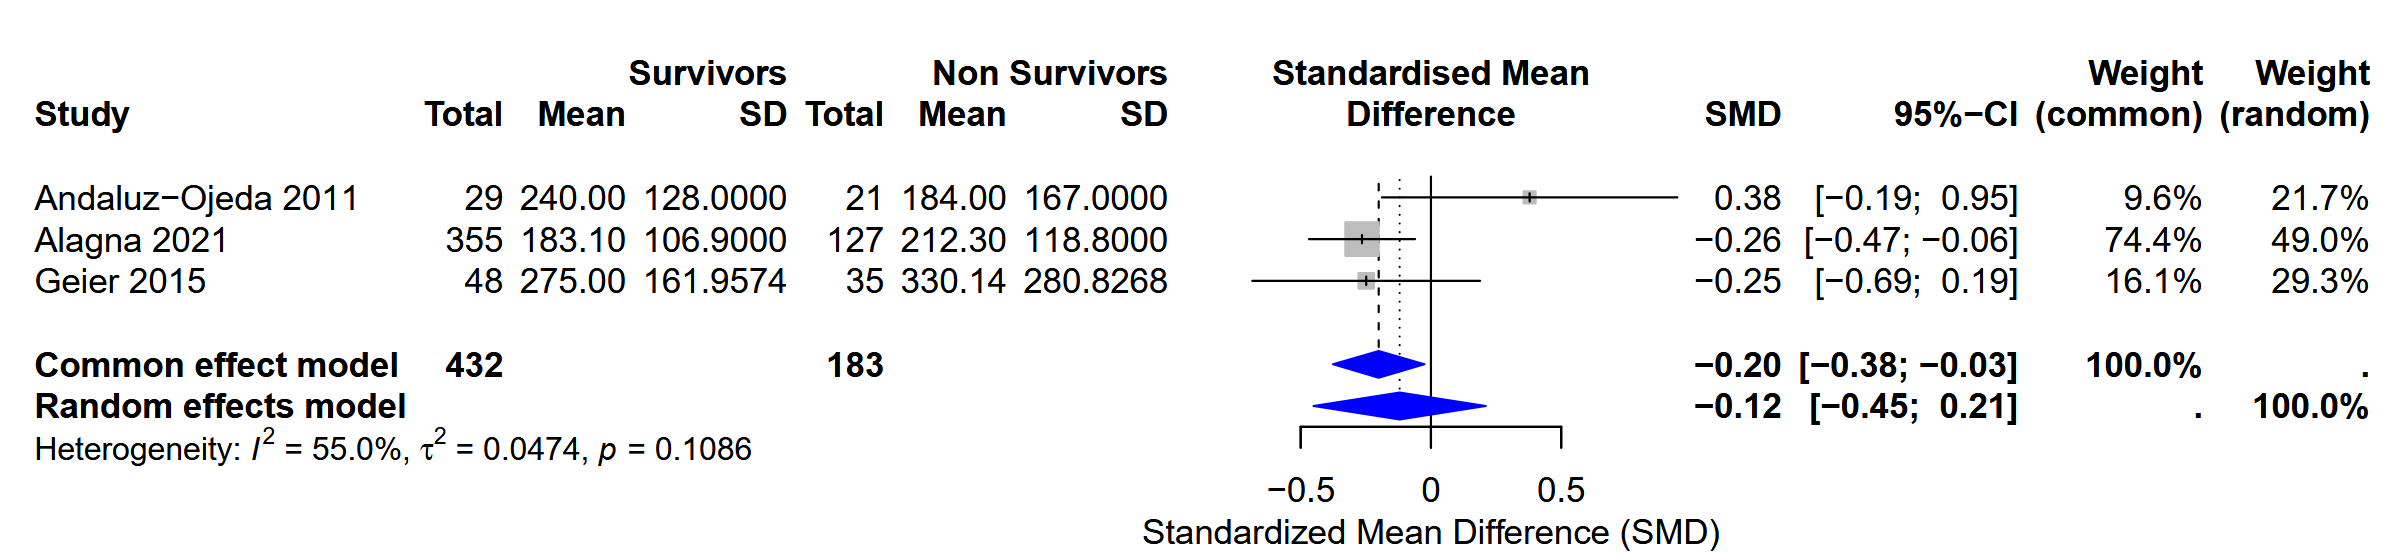 Survivors Non Survivors Standardised Mean Weight Weight
Study Total Mean SD Total Mean SD Difference SMD 95%−CI (common) (random)
Andaluz−Ojeda 2011 29 240.00 128.0000 21 184.00 167.0000 0.38 [−0.19; 0.95] 9.6% 21.7%
Alagna 2021 355 183.10 106.9000 127 212.30 118.8000 −0.26 [−0.47; −0.06] 74.4% 49.0%
Geier 2015 48 275.00 161.9574 35 330.14 280.8268 −0.25 [−0.69; 0.19] 16.1% 29.3%
Common effect model 432 183 −0.20 [−0.38; −0.03] 100.0% .
Random effects model −0.12 [−0.45; 0.21] . 100.0%
Heterogeneity: I² = 55.0%, τ² = 0.0474, p = 0.1086
−0.5 0 0.5
Standardized Mean Difference (SMD)